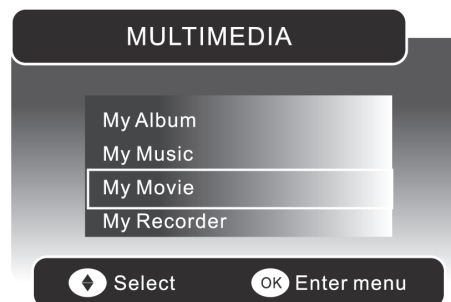 MULTIMEDIA
My Album
My Music
My Movie
My Recorder
Select OK Enter menu